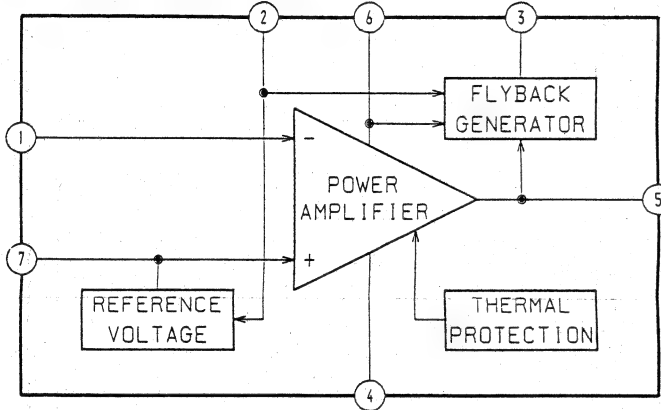 2 6 3
FLYBACK
GENERATOR
1 −
POWER
AMPLIFIER
5
7 +
REFERENCE
VOLTAGE
THERMAL
PROTECTION
4